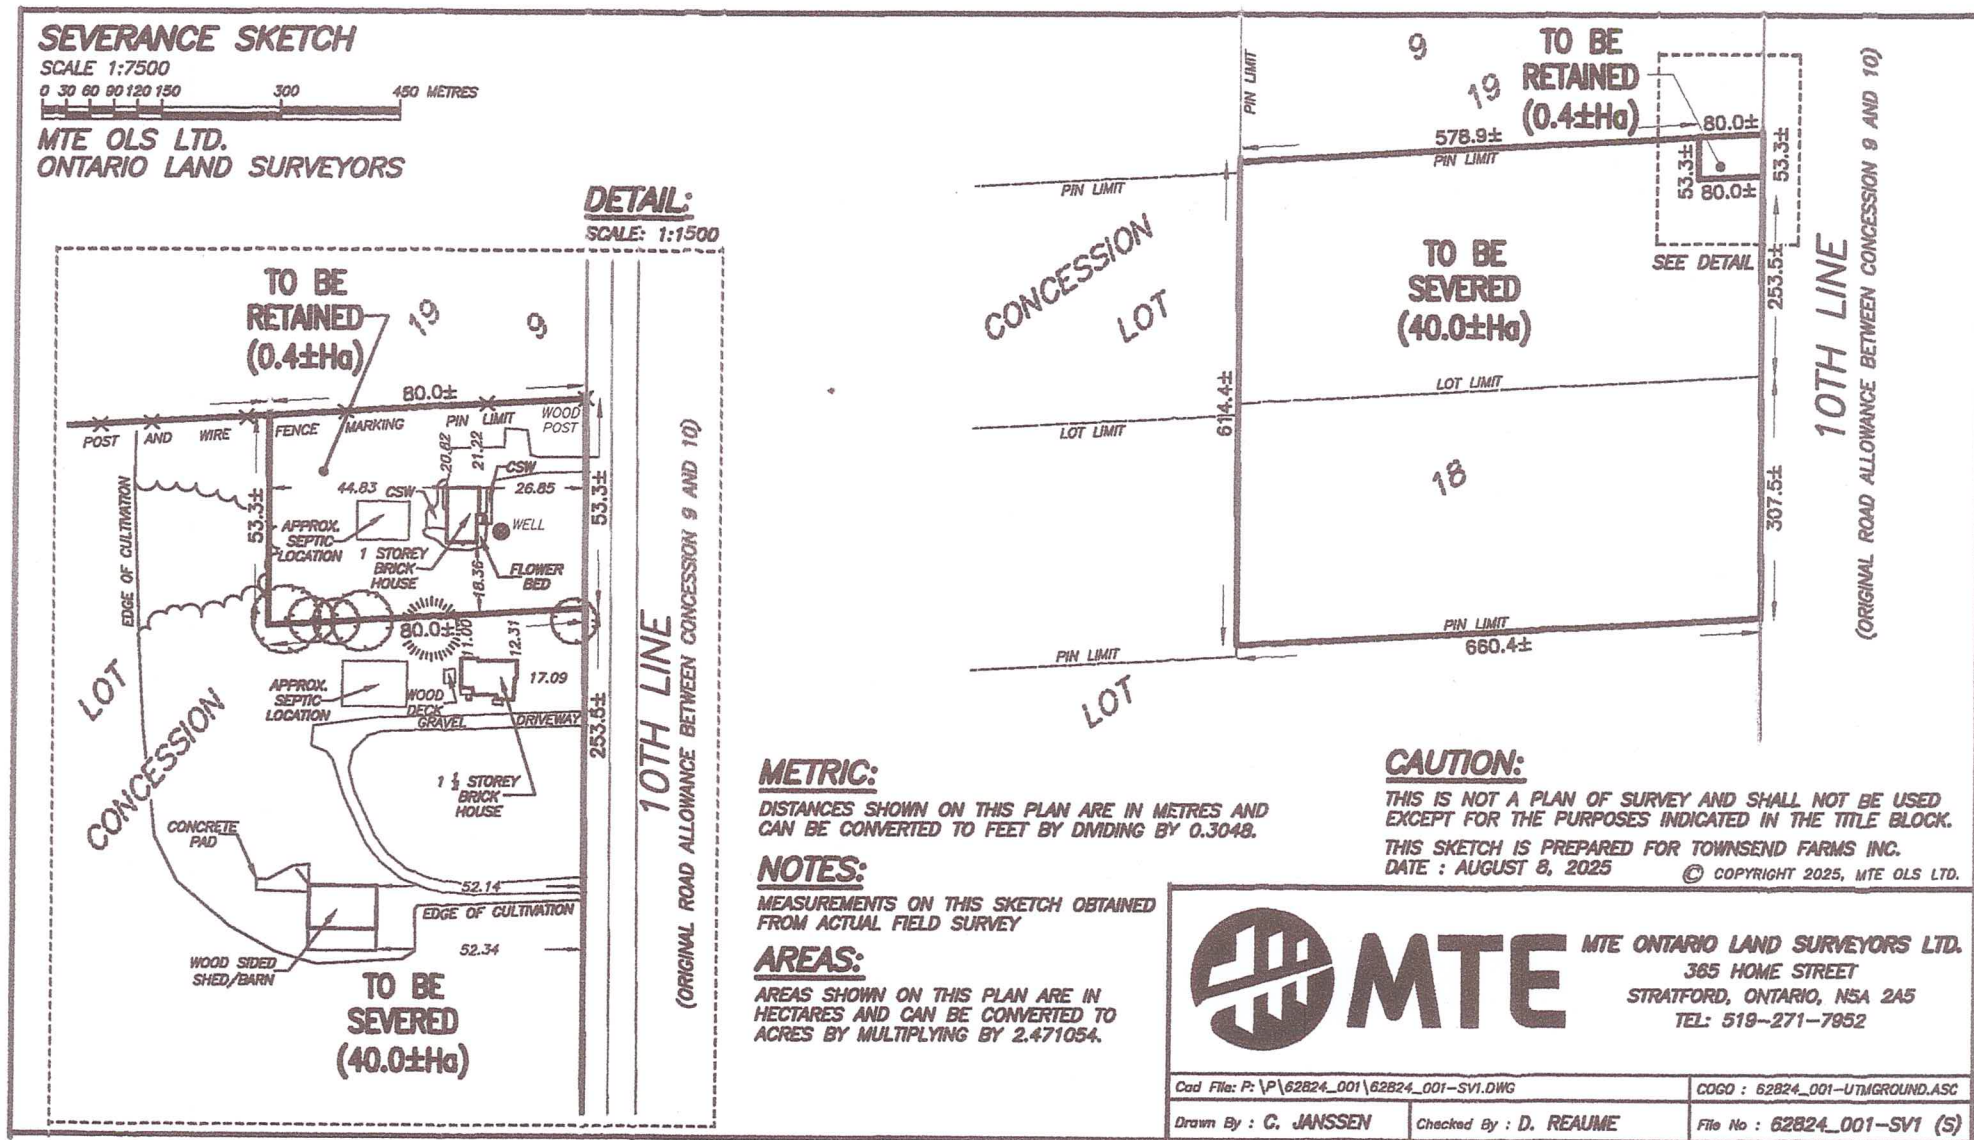 SEVERANCE SKETCH
SCALE 1:7500
0 30 60 90 120 150 300 450 METRES
MTE OLS LTD.
ONTARIO LAND SURVEYORS
DETAIL:
SCALE: 1:1500
TO BE
RETAINED
(0.4±Ha)
19
9
80.0±
POST AND WIRE FENCE MARKING PIN LIMIT
WOOD
POST
EDGE OF CULTIVATION
53.3±
20.82
21.22
CSW
44.83
CSW
26.85
53.3±
WELL
APPROX.
SEPTIC
LOCATION
1 STOREY
BRICK
HOUSE
18.36
FLOWER
BED
80.0±
11.00
12.31
17.09
APPROX.
SEPTIC
LOCATION
WOOD
DECK
GRAVEL DRIVEWAY
253.5±
LOT
CONCESSION
1 ½ STOREY
BRICK
HOUSE
CONCRETE
PAD
52.14
EDGE OF CULTIVATION
52.34
WOOD SIDED
SHED/BARN
TO BE
SEVERED
(40.0±Ha)
10TH LINE
(ORIGINAL ROAD ALLOWANCE BETWEEN CONCESSION 9 AND 10)
PIN LIMIT
9
19
TO BE
RETAINED
(0.4±Ha)
578.9±
PIN LIMIT
80.0±
53.3±
53.3±
80.0±
PIN LIMIT
CONCESSION
LOT
TO BE
SEVERED
(40.0±Ha)
SEE DETAIL
253.5±
LOT LIMIT
LOT LIMIT
614.4±
18
307.5±
PIN LIMIT
660.4±
PIN LIMIT
LOT
10TH LINE
(ORIGINAL ROAD ALLOWANCE BETWEEN CONCESSION 9 AND 10)
METRIC:
DISTANCES SHOWN ON THIS PLAN ARE IN METRES AND
CAN BE CONVERTED TO FEET BY DIVIDING BY 0.3048.
NOTES:
MEASUREMENTS ON THIS SKETCH OBTAINED
FROM ACTUAL FIELD SURVEY
AREAS:
AREAS SHOWN ON THIS PLAN ARE IN
HECTARES AND CAN BE CONVERTED TO
ACRES BY MULTIPLYING BY 2.471054.
CAUTION:
THIS IS NOT A PLAN OF SURVEY AND SHALL NOT BE USED
EXCEPT FOR THE PURPOSES INDICATED IN THE TITLE BLOCK.
THIS SKETCH IS PREPARED FOR TOWNSEND FARMS INC.
DATE : AUGUST 8, 2025
© COPYRIGHT 2025, MTE OLS LTD.
MTE
MTE ONTARIO LAND SURVEYORS LTD.
365 HOME STREET
STRATFORD, ONTARIO, N5A 2A5
TEL: 519-271-7952
Cad File: P:\P\62824_001\62824_001-SV1.DWG
COGO : 62824_001-UTMGROUND.ASC
Drawn By : C. JANSSEN
Checked By : D. REAUME
File No : 62824_001-SV1 (S)